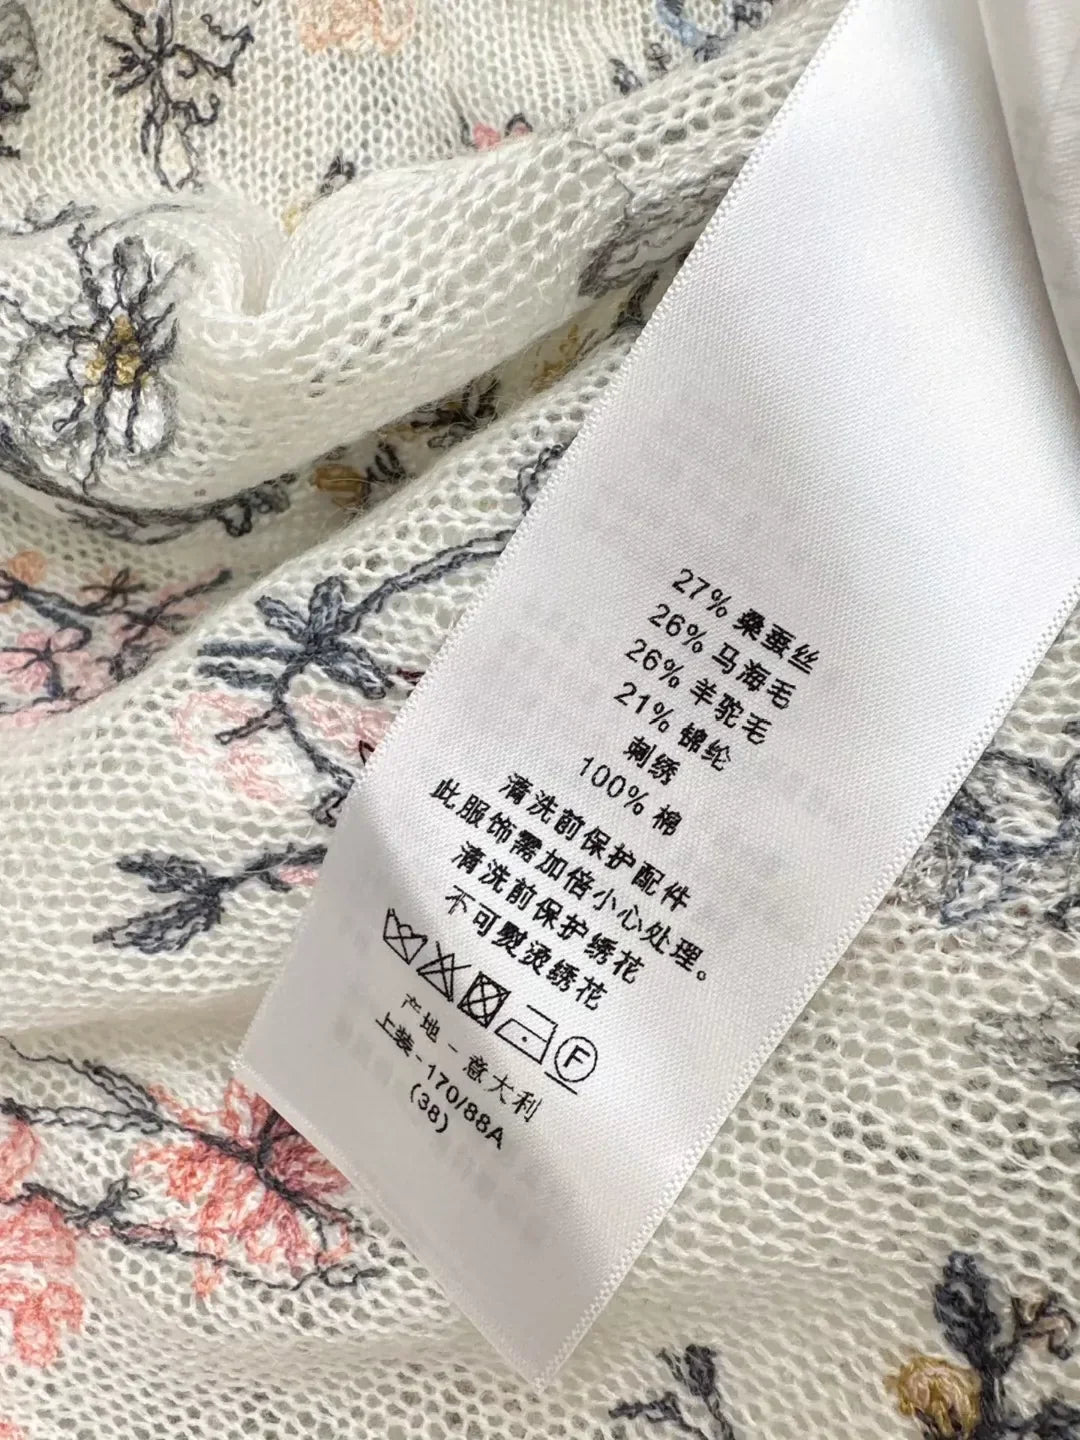 27% 桑蚕丝
26% 马海毛
26% 羊驼毛
21% 锦纶
刺绣
100% 棉
清洗前保护配件
此服饰需加倍小心处理。
清洗前保护绣花
不可熨烫绣花
F
产地 - 意大利
上装 - 170/88A
(38)